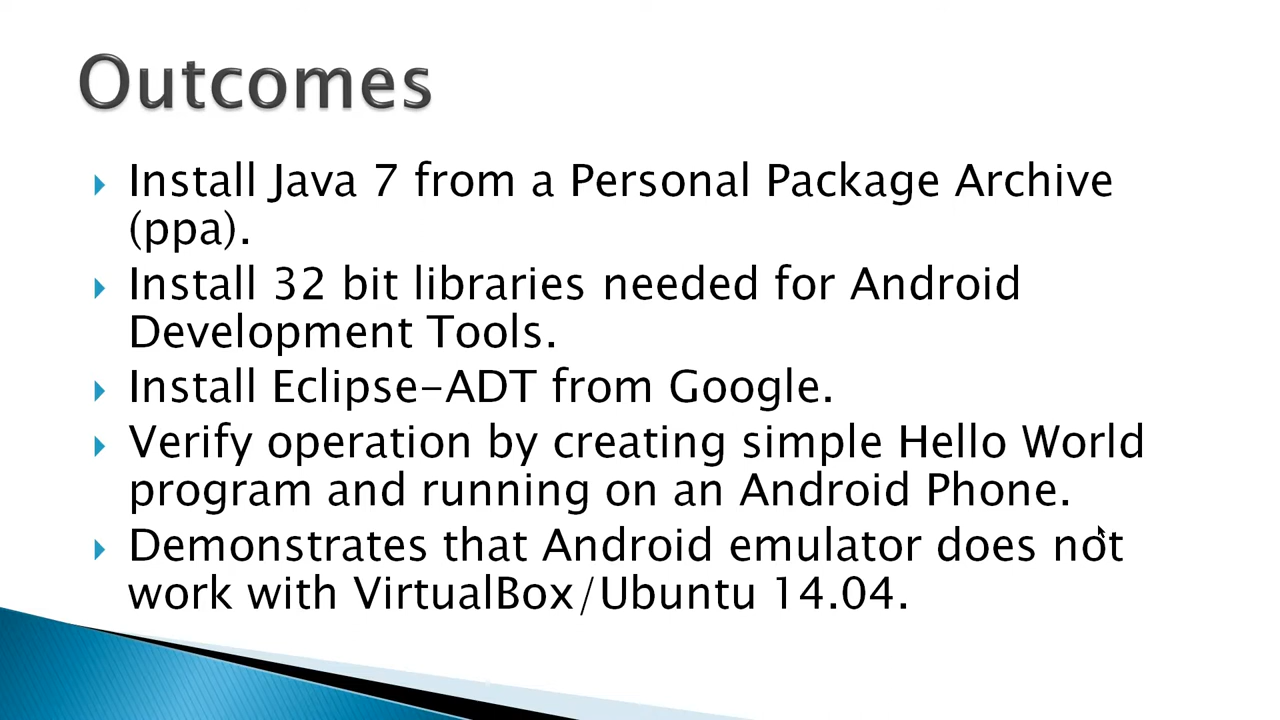 Outcomes
Install Java 7 from a Personal Package Archive
(ppa).
Install 32 bit libraries needed for Android
Development Tools.
Install Eclipse-ADT from Google.
Verify operation by creating simple Hello World
program and running on an Android Phone.
Demonstrates that Android emulator does not
work with VirtualBox/Ubuntu 14.04.